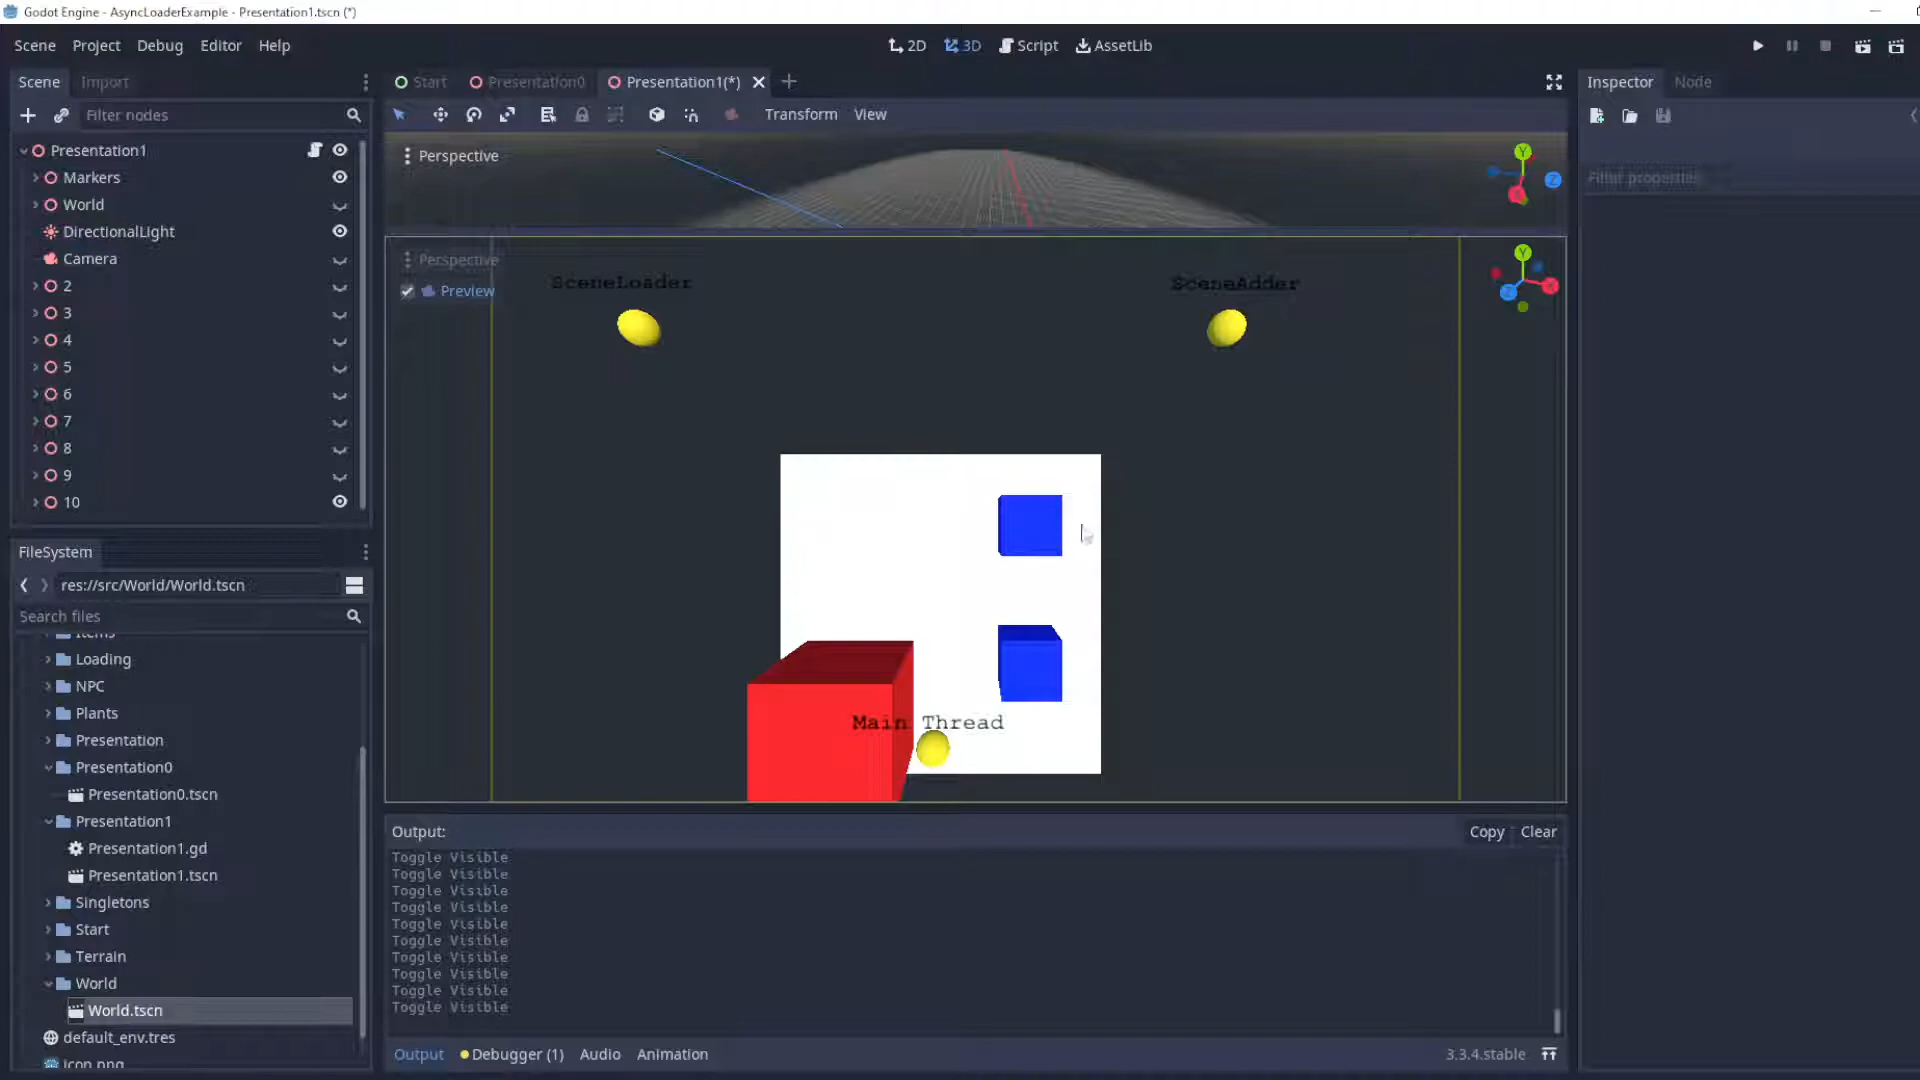 Godot Engine - AsyncLoaderExample - Presentation1.tscn (*)
Scene Project Debug Editor Help 2D 3D Script AssetLib
Scene Import
Start Presentation0 Presentation1(*)
Inspector Node
Filter nodes
Transform View
Presentation1
Markers
World
DirectionalLight
Camera
2
3
4
5
6
7
8
9
10
Perspective
Y
Z
Perspective
Preview
SceneLoader
SceneAdder
Y
X
Z
Main Thread
Filter properties
FileSystem
res://src/World/World.tscn
Search files
Items
Loading
NPC
Plants
Presentation
Presentation0
Presentation0.tscn
Presentation1
Presentation1.gd
Presentation1.tscn
Singletons
Start
Terrain
World
World.tscn
default_env.tres
icon.png
Output: Copy Clear
Toggle Visible
Toggle Visible
Toggle Visible
Toggle Visible
Toggle Visible
Toggle Visible
Toggle Visible
Toggle Visible
Toggle Visible
Toggle Visible
Output Debugger (1) Audio Animation 3.3.4.stable